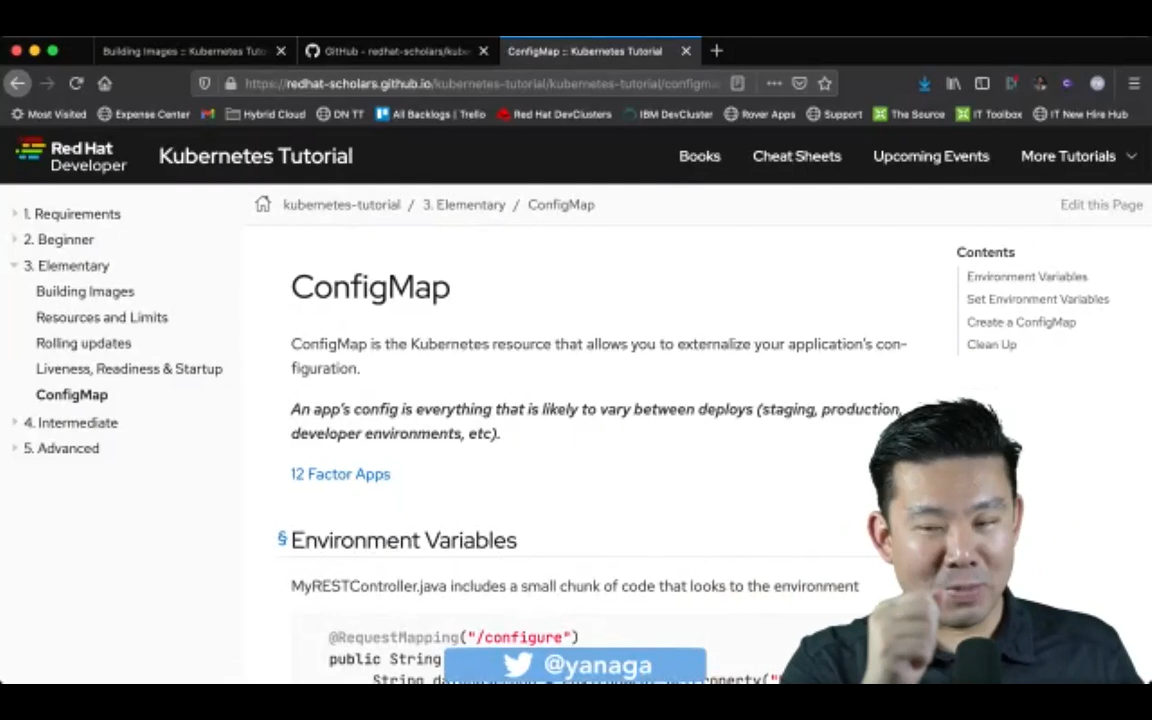 Building Images :: Kubernetes Tuto
GitHub - redhat-scholars/kube
ConfigMap :: Kubernetes Tutorial
https://redhat-scholars.github.io/kubernetes-tutorial/kubernetes-tutorial/configm
Most Visited
Expense Center
Hybrid Cloud
DN TT
All Backlogs | Trello
Red Hat DevClusters
IBM DevCluster
Rover Apps
Support
The Source
IT Toolbox
IT New Hire Hub
Red Hat
Developer
Kubernetes Tutorial
Books
Cheat Sheets
Upcoming Events
More Tutorials
1. Requirements
2. Beginner
3. Elementary
Building Images
Resources and Limits
Rolling updates
Liveness, Readiness & Startup
ConfigMap
4. Intermediate
5. Advanced
kubernetes-tutorial / 3. Elementary / ConfigMap
Edit this Page
ConfigMap
ConfigMap is the Kubernetes resource that allows you to externalize your application's con-
figuration.
An app's config is everything that is likely to vary between deploys (staging, production,
developer environments, etc).
12 Factor Apps
§ Environment Variables
MyRESTController.java includes a small chunk of code that looks to the environment
@RequestMapping("/configure")
public String
String
Contents
Environment Variables
Set Environment Variables
Create a ConfigMap
Clean Up
@yanaga